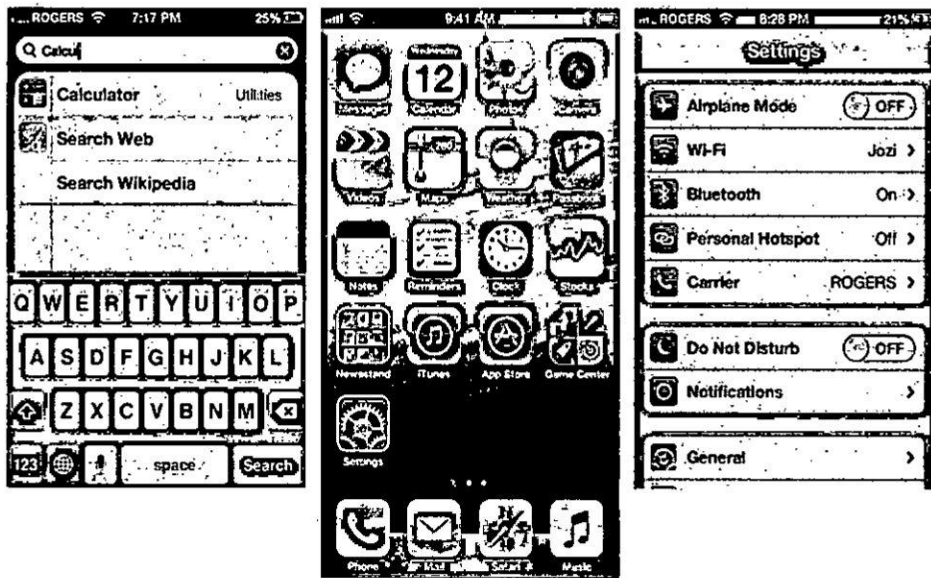 ROGERS 7:17 PM 25%
Calcul
Calculator Utilities
Search Web
Search Wikipedia
Q W E R T Y U I O P
A S D F G H J K L
Z X C V B N M
123 space Search
9:41 AM
Wednesday
12
Messages Calendar Photos Camera
Videos Maps Weather Passbook
Notes Reminders Clock Stocks
Newsstand iTunes App Store Game Center
Settings
Phone Mail Safari Music
ROGERS 8:28 PM 21%
Settings
Airplane Mode OFF
Wi-Fi Jozi
Bluetooth On
Personal Hotspot Off
Carrier ROGERS
Do Not Disturb OFF
Notifications
General